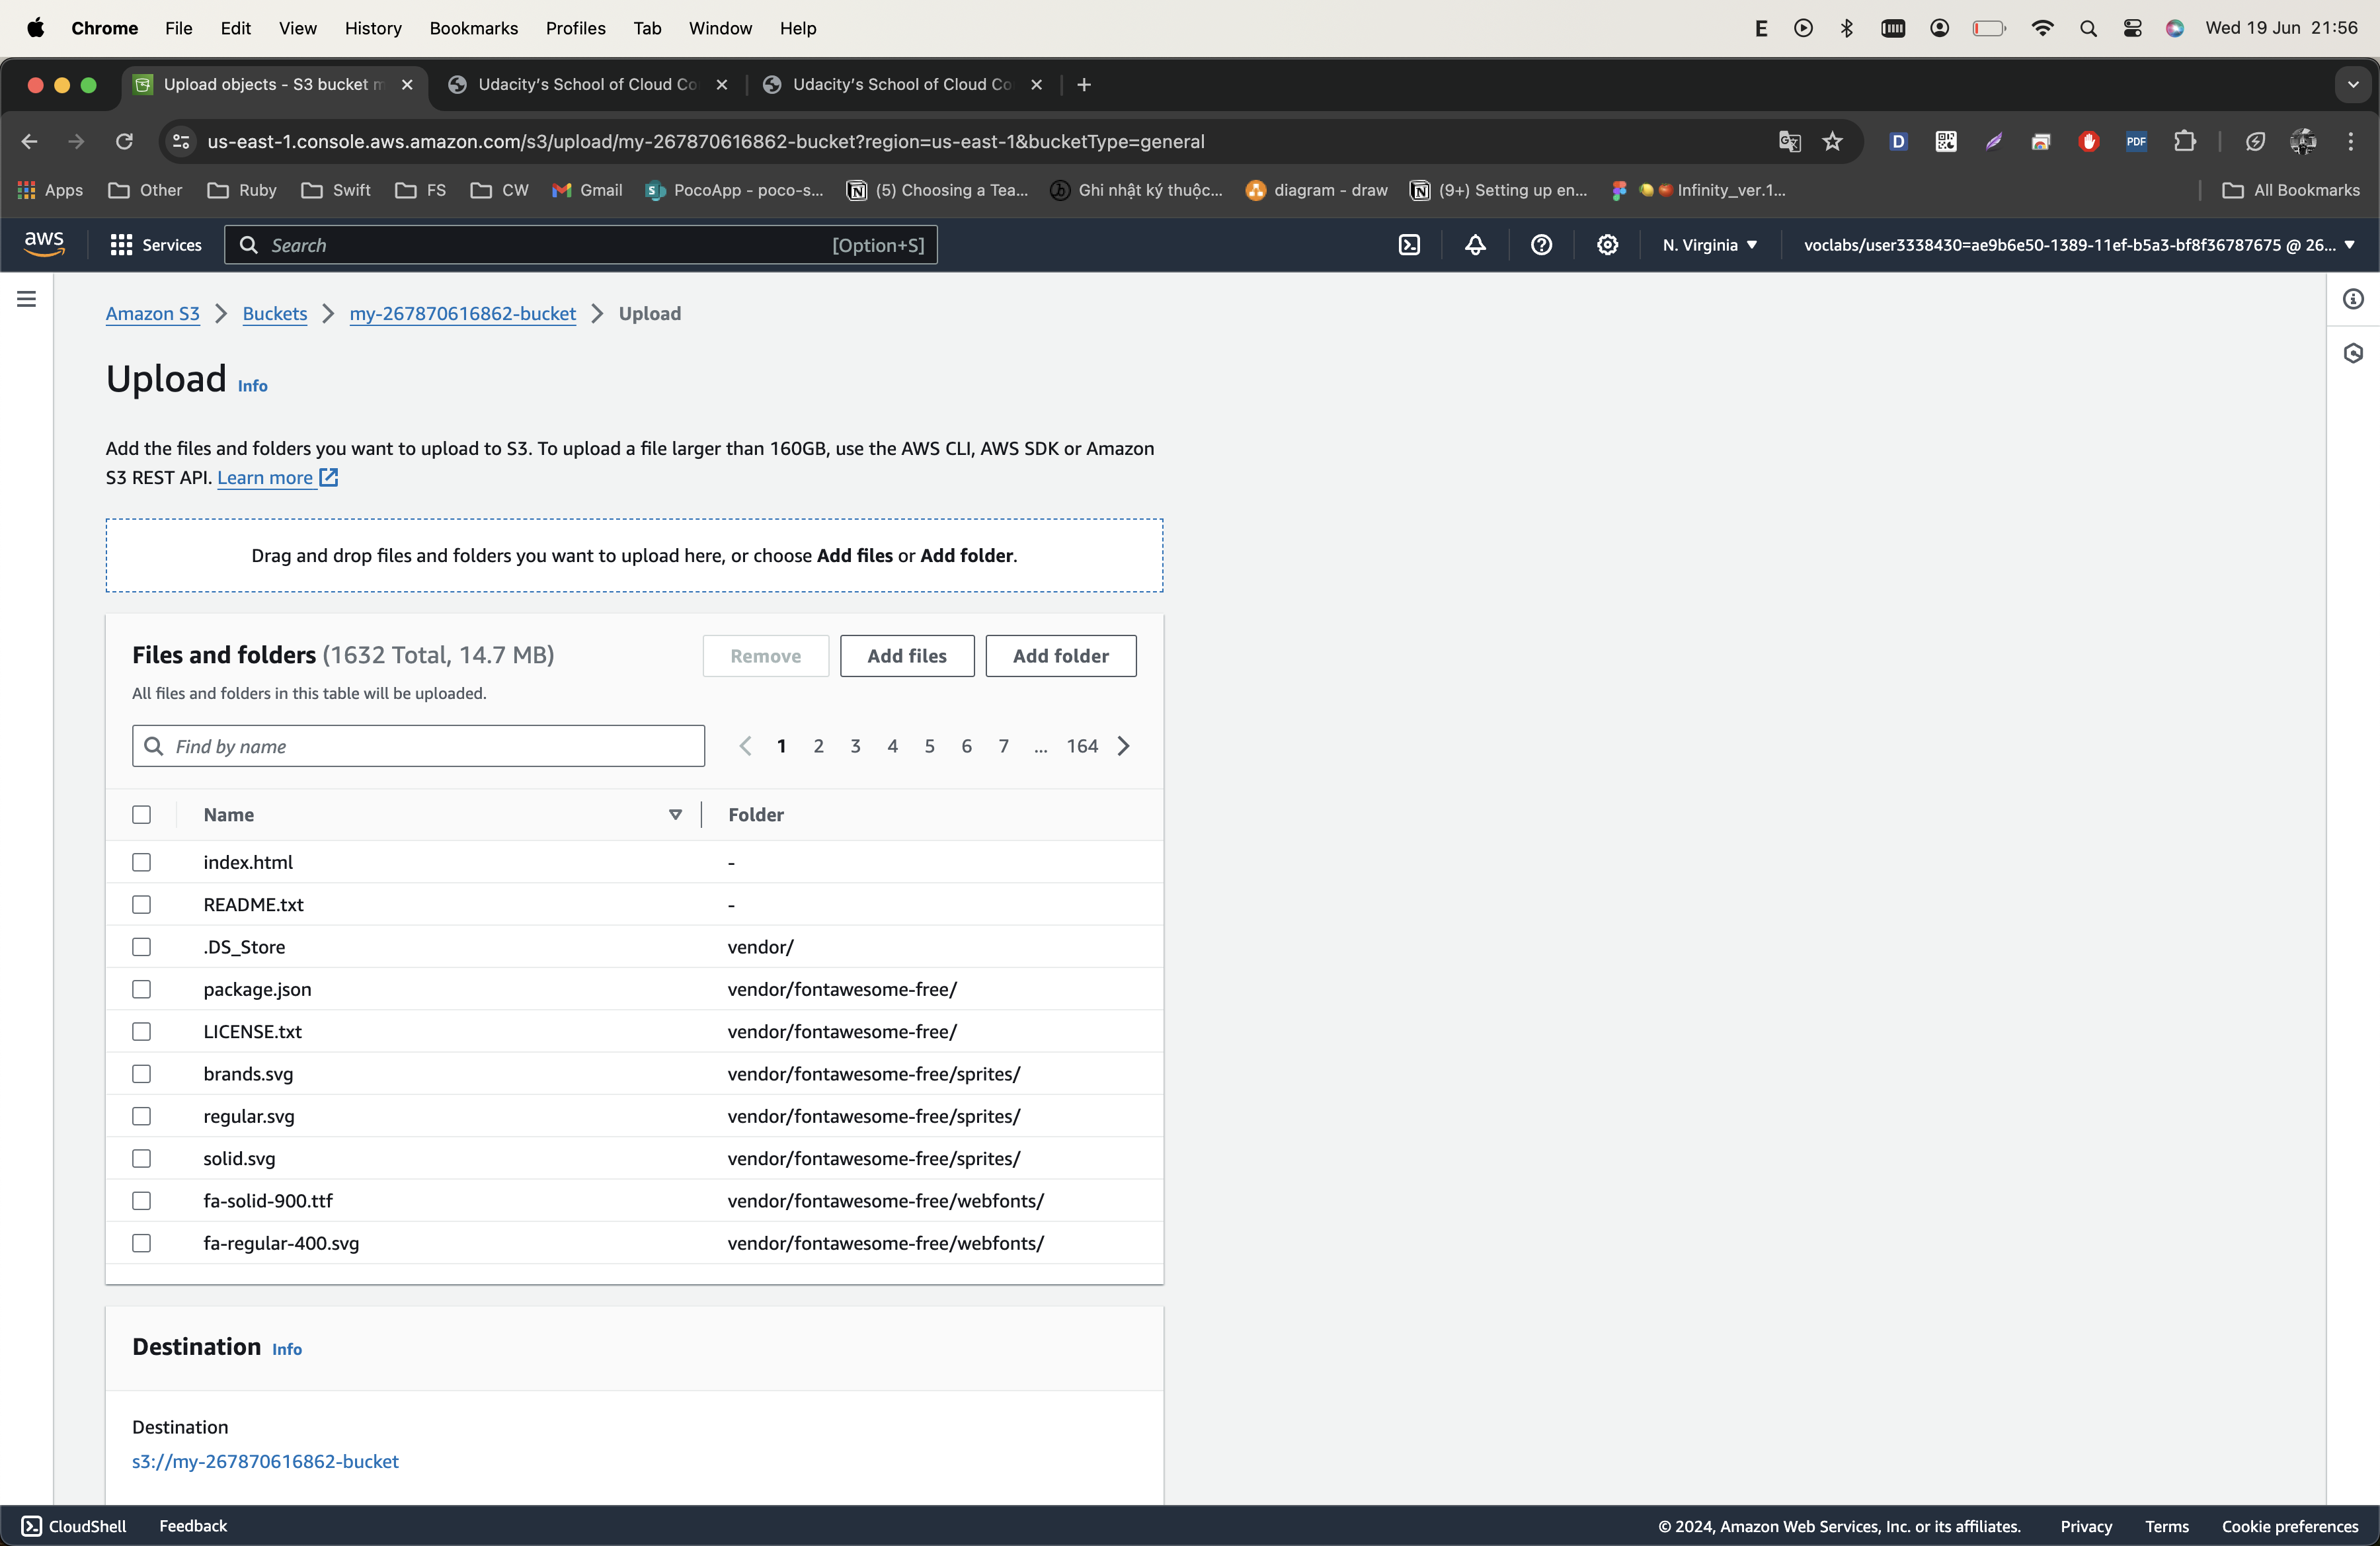 Chrome File Edit View History Bookmarks Profiles Tab Window Help
E Wed 19 Jun 21:56
Upload objects - S3 bucket m
Udacity's School of Cloud Co
Udacity's School of Cloud Co
us-east-1.console.aws.amazon.com/s3/upload/my-267870616862-bucket?region=us-east-1&bucketType=general
D PDF
Apps Other Ruby Swift FS CW Gmail PocoApp - poco-s... (5) Choosing a Tea... Ghi nhật ký thuộc... diagram - draw (9+) Setting up en... Infinity_ver.1... All Bookmarks
aws Services Search [Option+S] N. Virginia voclabs/user3338430=ae9b6e50-1389-11ef-b5a3-bf8f36787675 @ 26...
Amazon S3 Buckets my-267870616862-bucket Upload
Upload Info
Add the files and folders you want to upload to S3. To upload a file larger than 160GB, use the AWS CLI, AWS SDK or Amazon
S3 REST API. Learn more
Drag and drop files and folders you want to upload here, or choose Add files or Add folder.
Files and folders (1632 Total, 14.7 MB) Remove Add files Add folder
All files and folders in this table will be uploaded.
Find by name 1 2 3 4 5 6 7 ... 164
Name Folder
index.html -
README.txt -
.DS_Store vendor/
package.json vendor/fontawesome-free/
LICENSE.txt vendor/fontawesome-free/
brands.svg vendor/fontawesome-free/sprites/
regular.svg vendor/fontawesome-free/sprites/
solid.svg vendor/fontawesome-free/sprites/
fa-solid-900.ttf vendor/fontawesome-free/webfonts/
fa-regular-400.svg vendor/fontawesome-free/webfonts/
Destination Info
Destination
s3://my-267870616862-bucket
CloudShell Feedback © 2024, Amazon Web Services, Inc. or its affiliates. Privacy Terms Cookie preferences